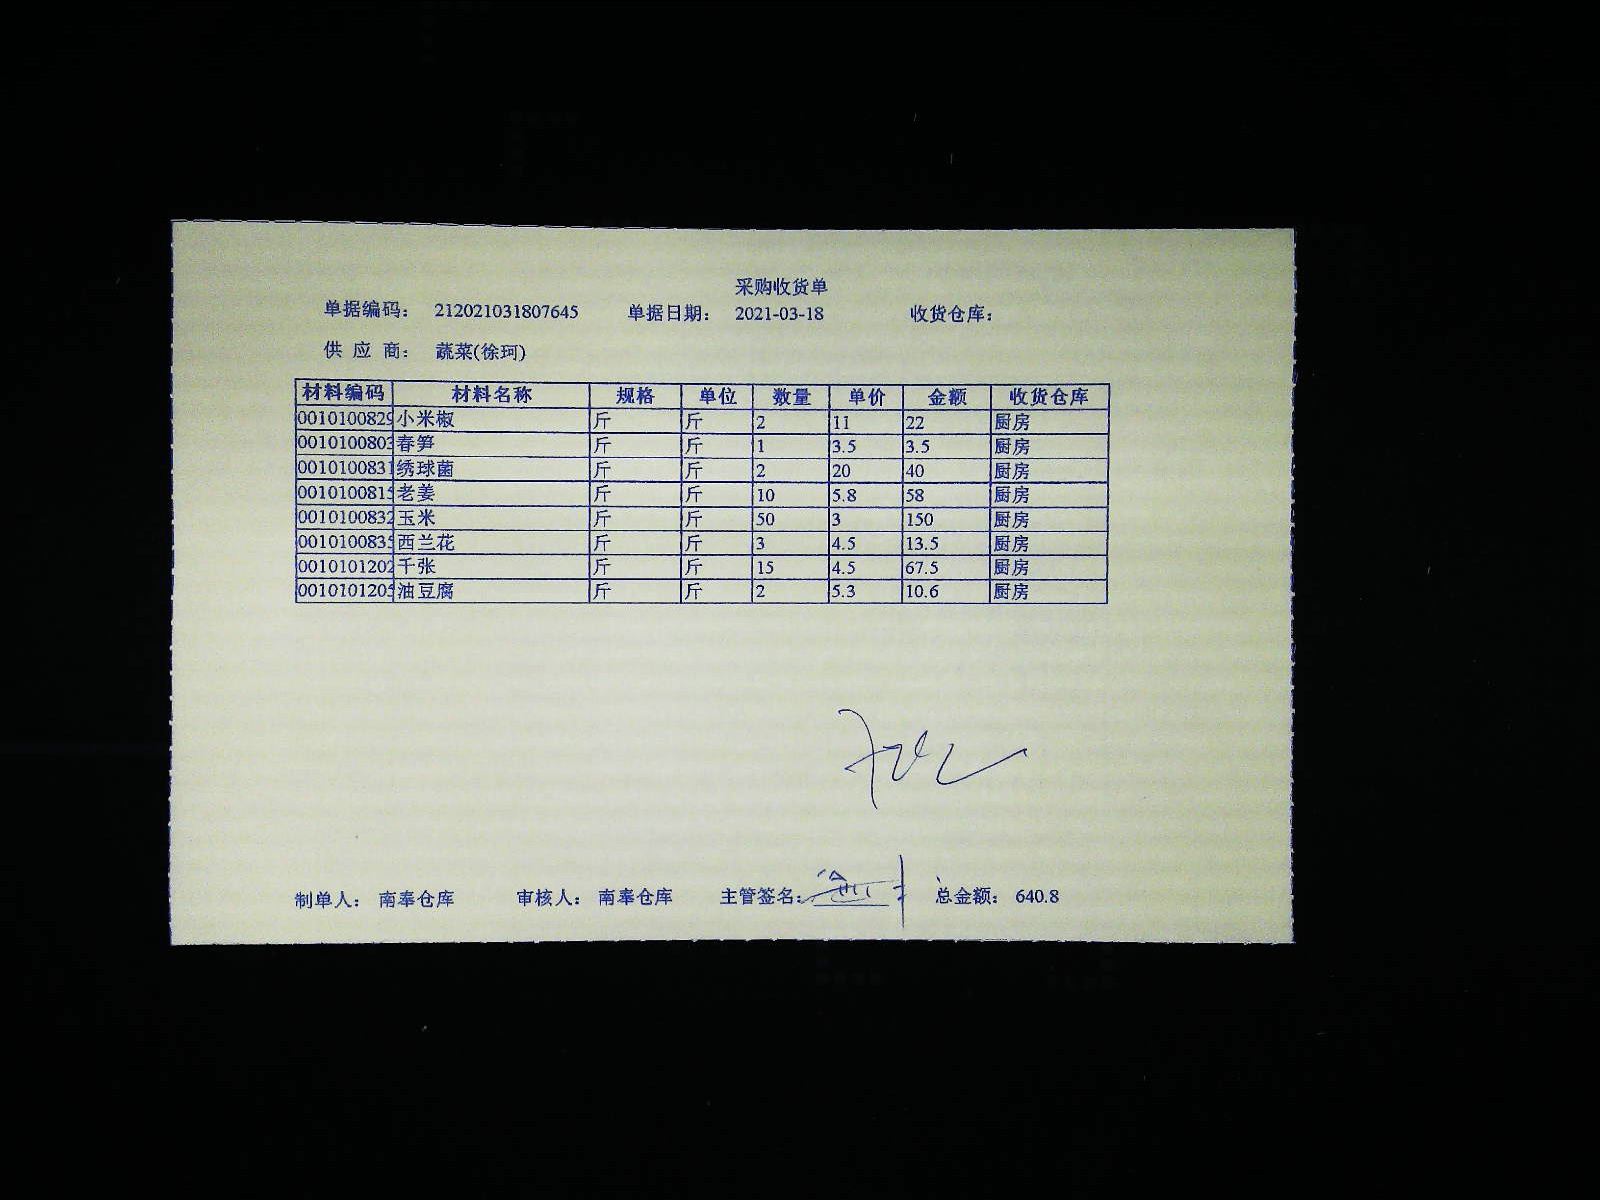 采购收货单
单据编码： 212021031807645 单据日期： 2021-03-18 收货仓库：
供 应 商： 蔬菜(徐珂)
材料编码 材料名称 规格 单位 数量 单价 金额 收货仓库
0010100829 小米椒 斤 斤 2 11 22 厨房
001010080 春笋 斤 斤 1 3.5 3.5 厨房
0010100831 绣球菌 斤 斤 2 20 40 厨房
001010081 老姜 斤 斤 10 5.8 58 厨房
0010100832 玉米 斤 斤 50 3 150 厨房
001010083 西兰花 斤 斤 3 4.5 13.5 厨房
0010101202 千张 斤 斤 15 4.5 67.5 厨房
001010120 油豆腐 斤 斤 2 5.3 10.6 厨房
制单人： 南奉仓库 审核人： 南奉仓库 主管签名： 总金额： 640.8